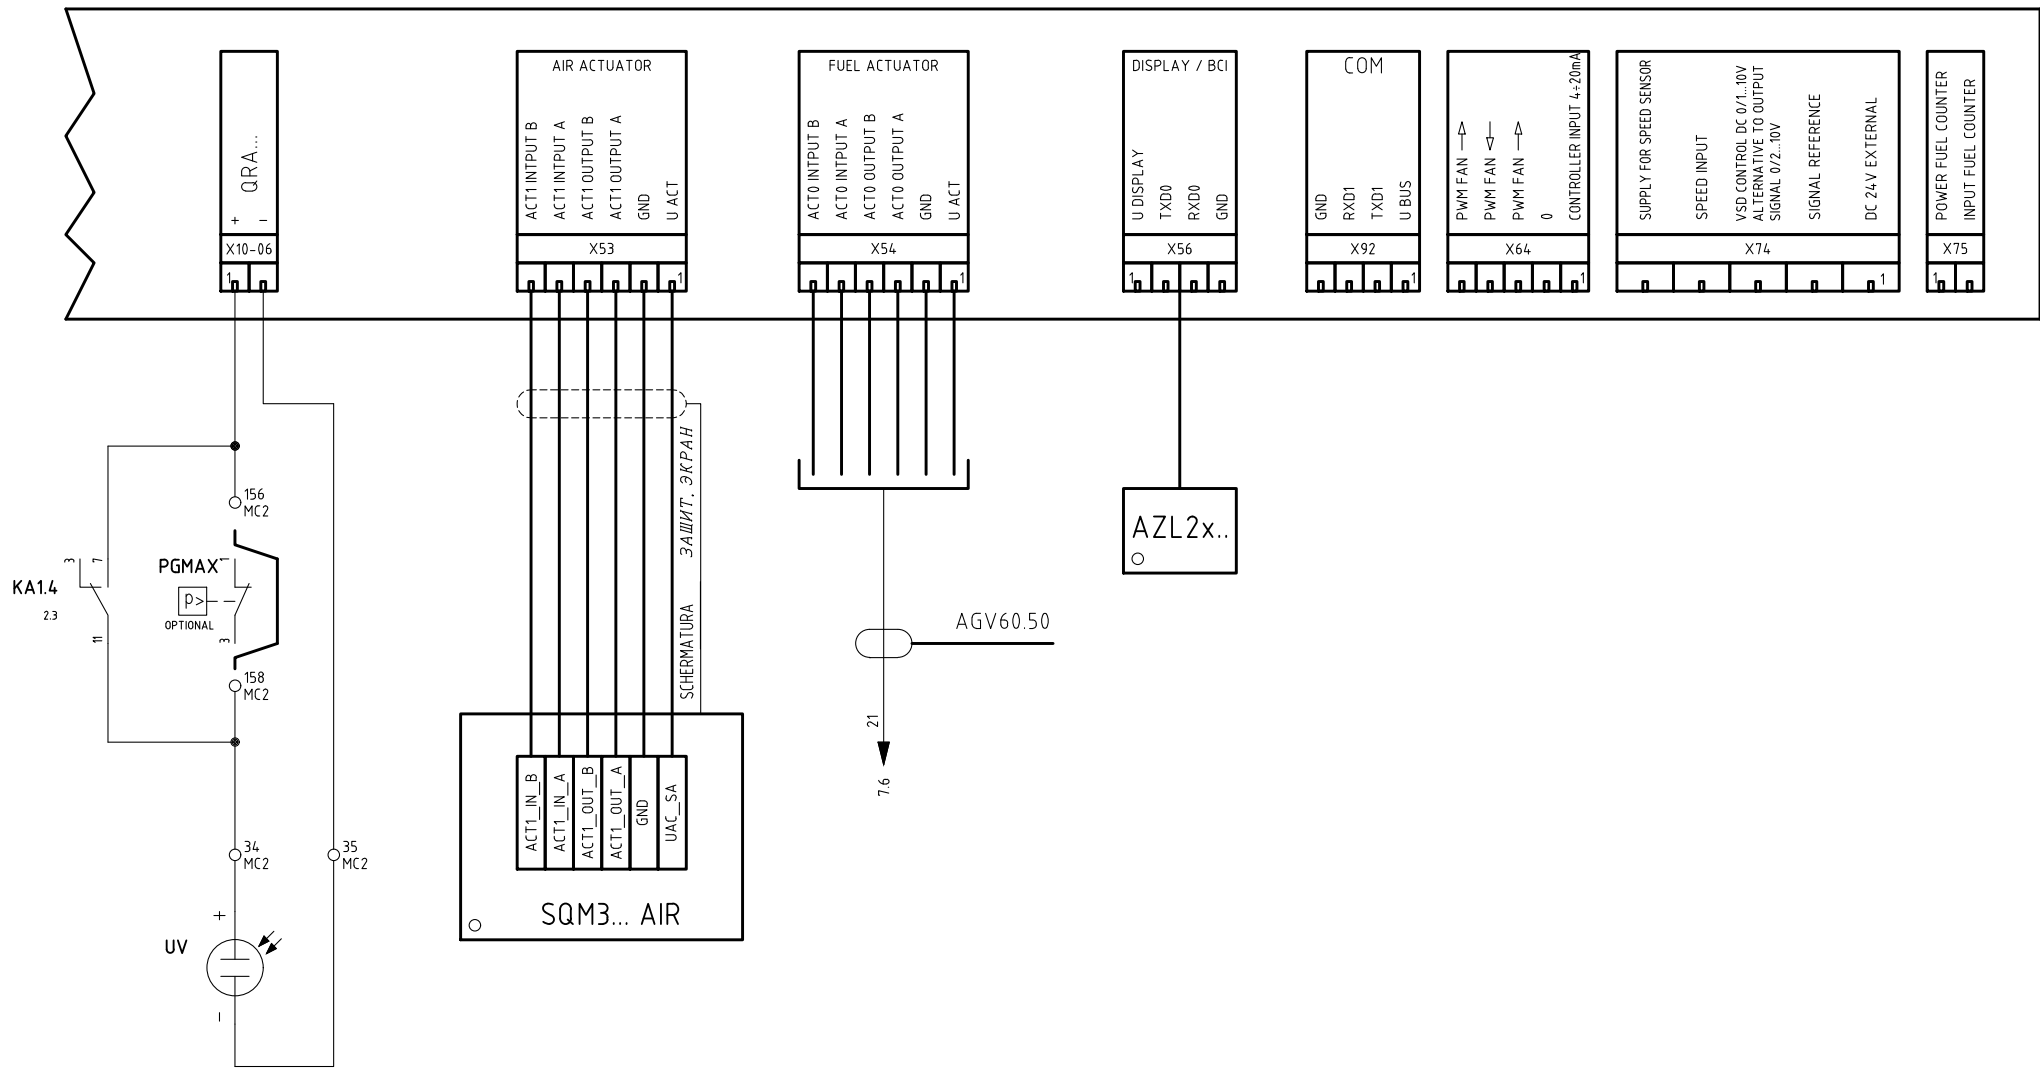 QRA...
+
-
X10-06
1
AIR ACTUATOR
ACT1 INTPUT B
ACT1 INTPUT A
ACT1 OUTPUT B
ACT1 OUTPUT A
GND
U ACT
X53
1
FUEL ACTUATOR
ACT0 INTPUT B
ACT0 INTPUT A
ACT0 OUTPUT B
ACT0 OUTPUT A
GND
U ACT
X54
1
DISPLAY / BCI
U DISPLAY
TXD0
RXD0
GND
X56
1
COM
GND
RXD1
TXD1
U BUS
X92
1
PWM FAN
PWM FAN
PWM FAN
0
CONTROLLER INPUT 4÷20mA
X64
1
SUPPLY FOR SPEED SENSOR
SPEED INPUT
VSD CONTROL DC 0/1...10V
ALTERNATIVE TO OUTPUT
SIGNAL 0/2...10V
SIGNAL REFERENCE
DC 24V EXTERNAL
X74
1
POWER FUEL COUNTER
INPUT FUEL COUNTER
X75
1
156
MC2
KA1.4
2.3
3
7
11
PGMAX
1
P>
OPTIONAL
3
158
MC2
34
MC2
35
MC2
+
UV
-
ЗАЩИТ. ЭКРАН
SCHERMATURA
ACT1_IN_B
ACT1_IN_A
ACT1_OUT_B
ACT1_OUT_A
GND
UAC_SA
SQM3... AIR
AGV60.50
21
7.6
AZL2x..